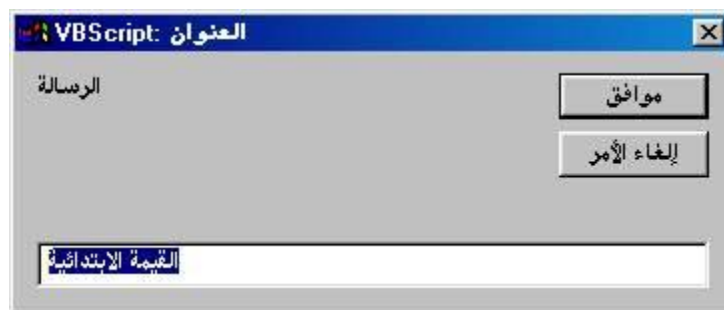 VBScript: العنوان
الرسالة
موافق
إلغاء الأمر
القيمة الابتدائية